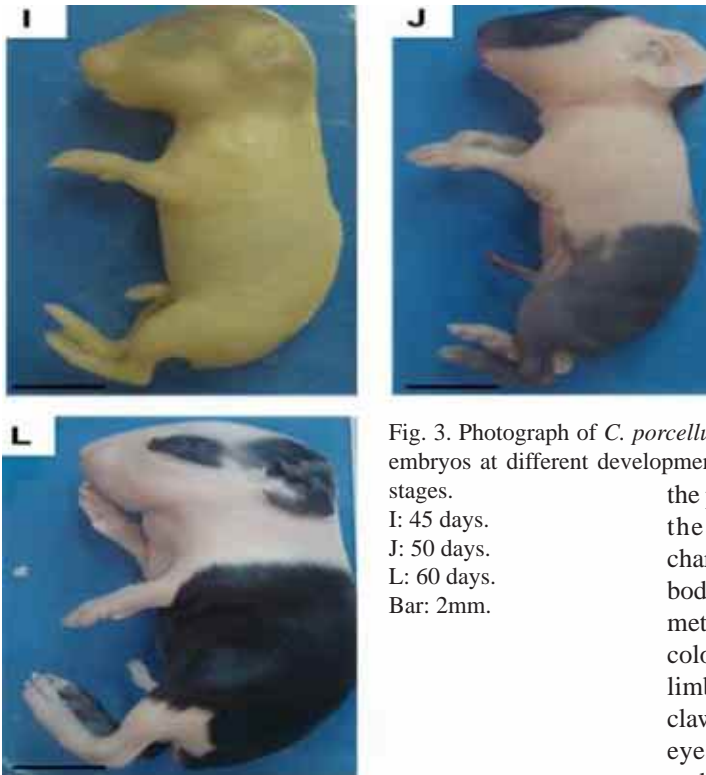 I
J
L
Fig. 3. Photograph of C. porcellu
embryos at different developmen
stages.
I: 45 days.
J: 50 days.
L: 60 days.
Bar: 2mm.
the
the
char
bod
met
colo
limb
claw
eye